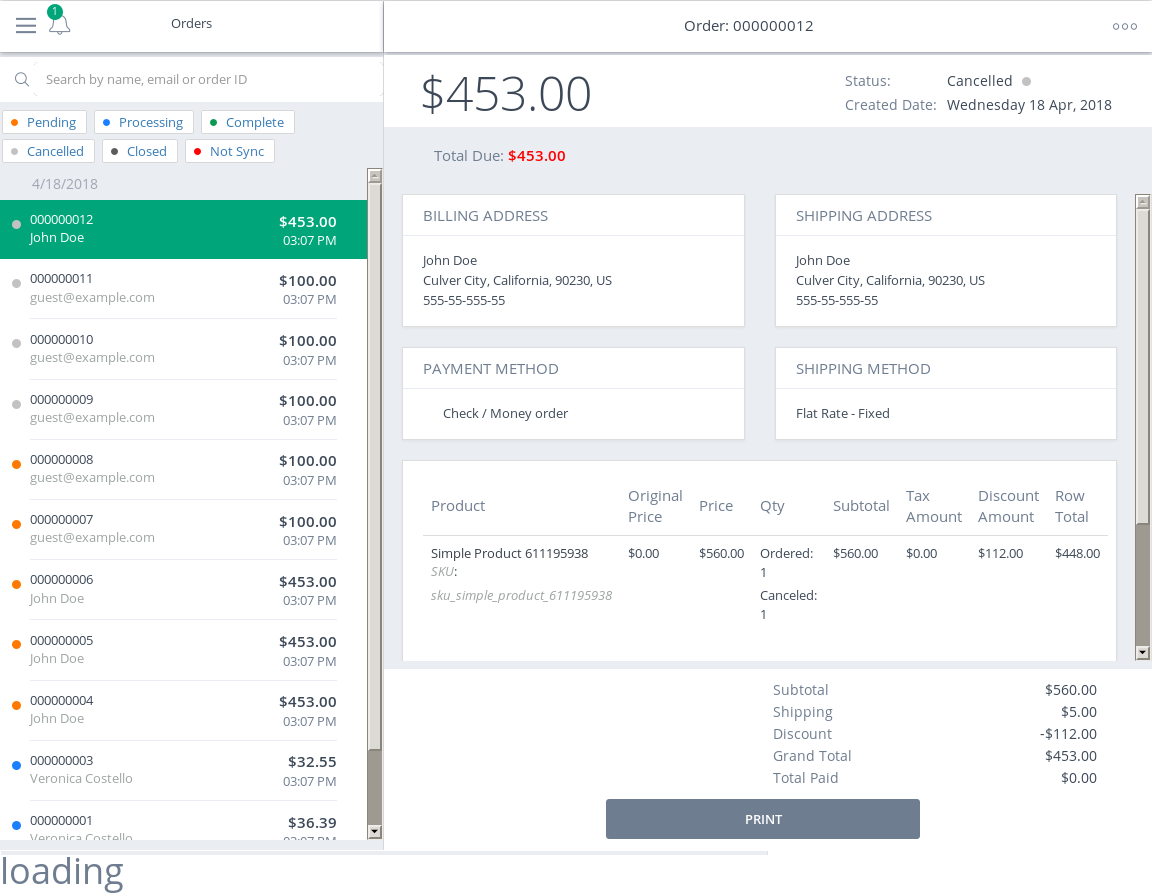 1
Orders
Order: 000000012
Search by name, email or order ID
Pending
Processing
Complete
Cancelled
Closed
Not Sync
4/18/2018
000000012 $453.00
John Doe 03:07 PM
000000011 $100.00
guest@example.com 03:07 PM
000000010 $100.00
guest@example.com 03:07 PM
000000009 $100.00
guest@example.com 03:07 PM
000000008 $100.00
guest@example.com 03:07 PM
000000007 $100.00
guest@example.com 03:07 PM
000000006 $453.00
John Doe 03:07 PM
000000005 $453.00
John Doe 03:07 PM
000000004 $453.00
John Doe 03:07 PM
000000003 $32.55
Veronica Costello 03:07 PM
000000001 $36.39
Veronica Costello 03:07 PM
$453.00
Status: Cancelled
Created Date: Wednesday 18 Apr, 2018
Total Due: $453.00
BILLING ADDRESS
John Doe
Culver City, California, 90230, US
555-55-555-55
SHIPPING ADDRESS
John Doe
Culver City, California, 90230, US
555-55-555-55
PAYMENT METHOD
Check / Money order
SHIPPING METHOD
Flat Rate - Fixed
Product Original Price Price Qty Subtotal Tax Amount Discount Amount Row Total
Simple Product 611195938 $0.00 $560.00 Ordered: 1 $560.00 $0.00 $112.00 $448.00
SKU:
sku_simple_product_611195938 Canceled: 1
Subtotal $560.00
Shipping $5.00
Discount -$112.00
Grand Total $453.00
Total Paid $0.00
PRINT
loading